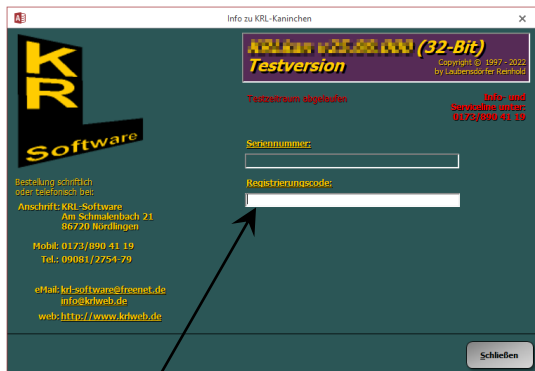 Info zu KRL-Kaninchen
KR
L
Software
(32-Bit)
Testversion
Copyright © 1997 - 2022
by Laubensdörfer Reinhold
Testzeitraum abgelaufen
Info- und
Serviceline unter:
0173/890 41 19
Seriennummer:
Registrierungscode:
Bestellung schriftlich
oder telefonisch bei:
Anschrift: KRL-Software
Am Schmalenbach 21
86720 Nördlingen
Mobil: 0173/890 41 19
Tel.: 09081/2754-79
eMail: krl-software@freenet.de
info@krlweb.de
web: http://www.krlweb.de
Schließen